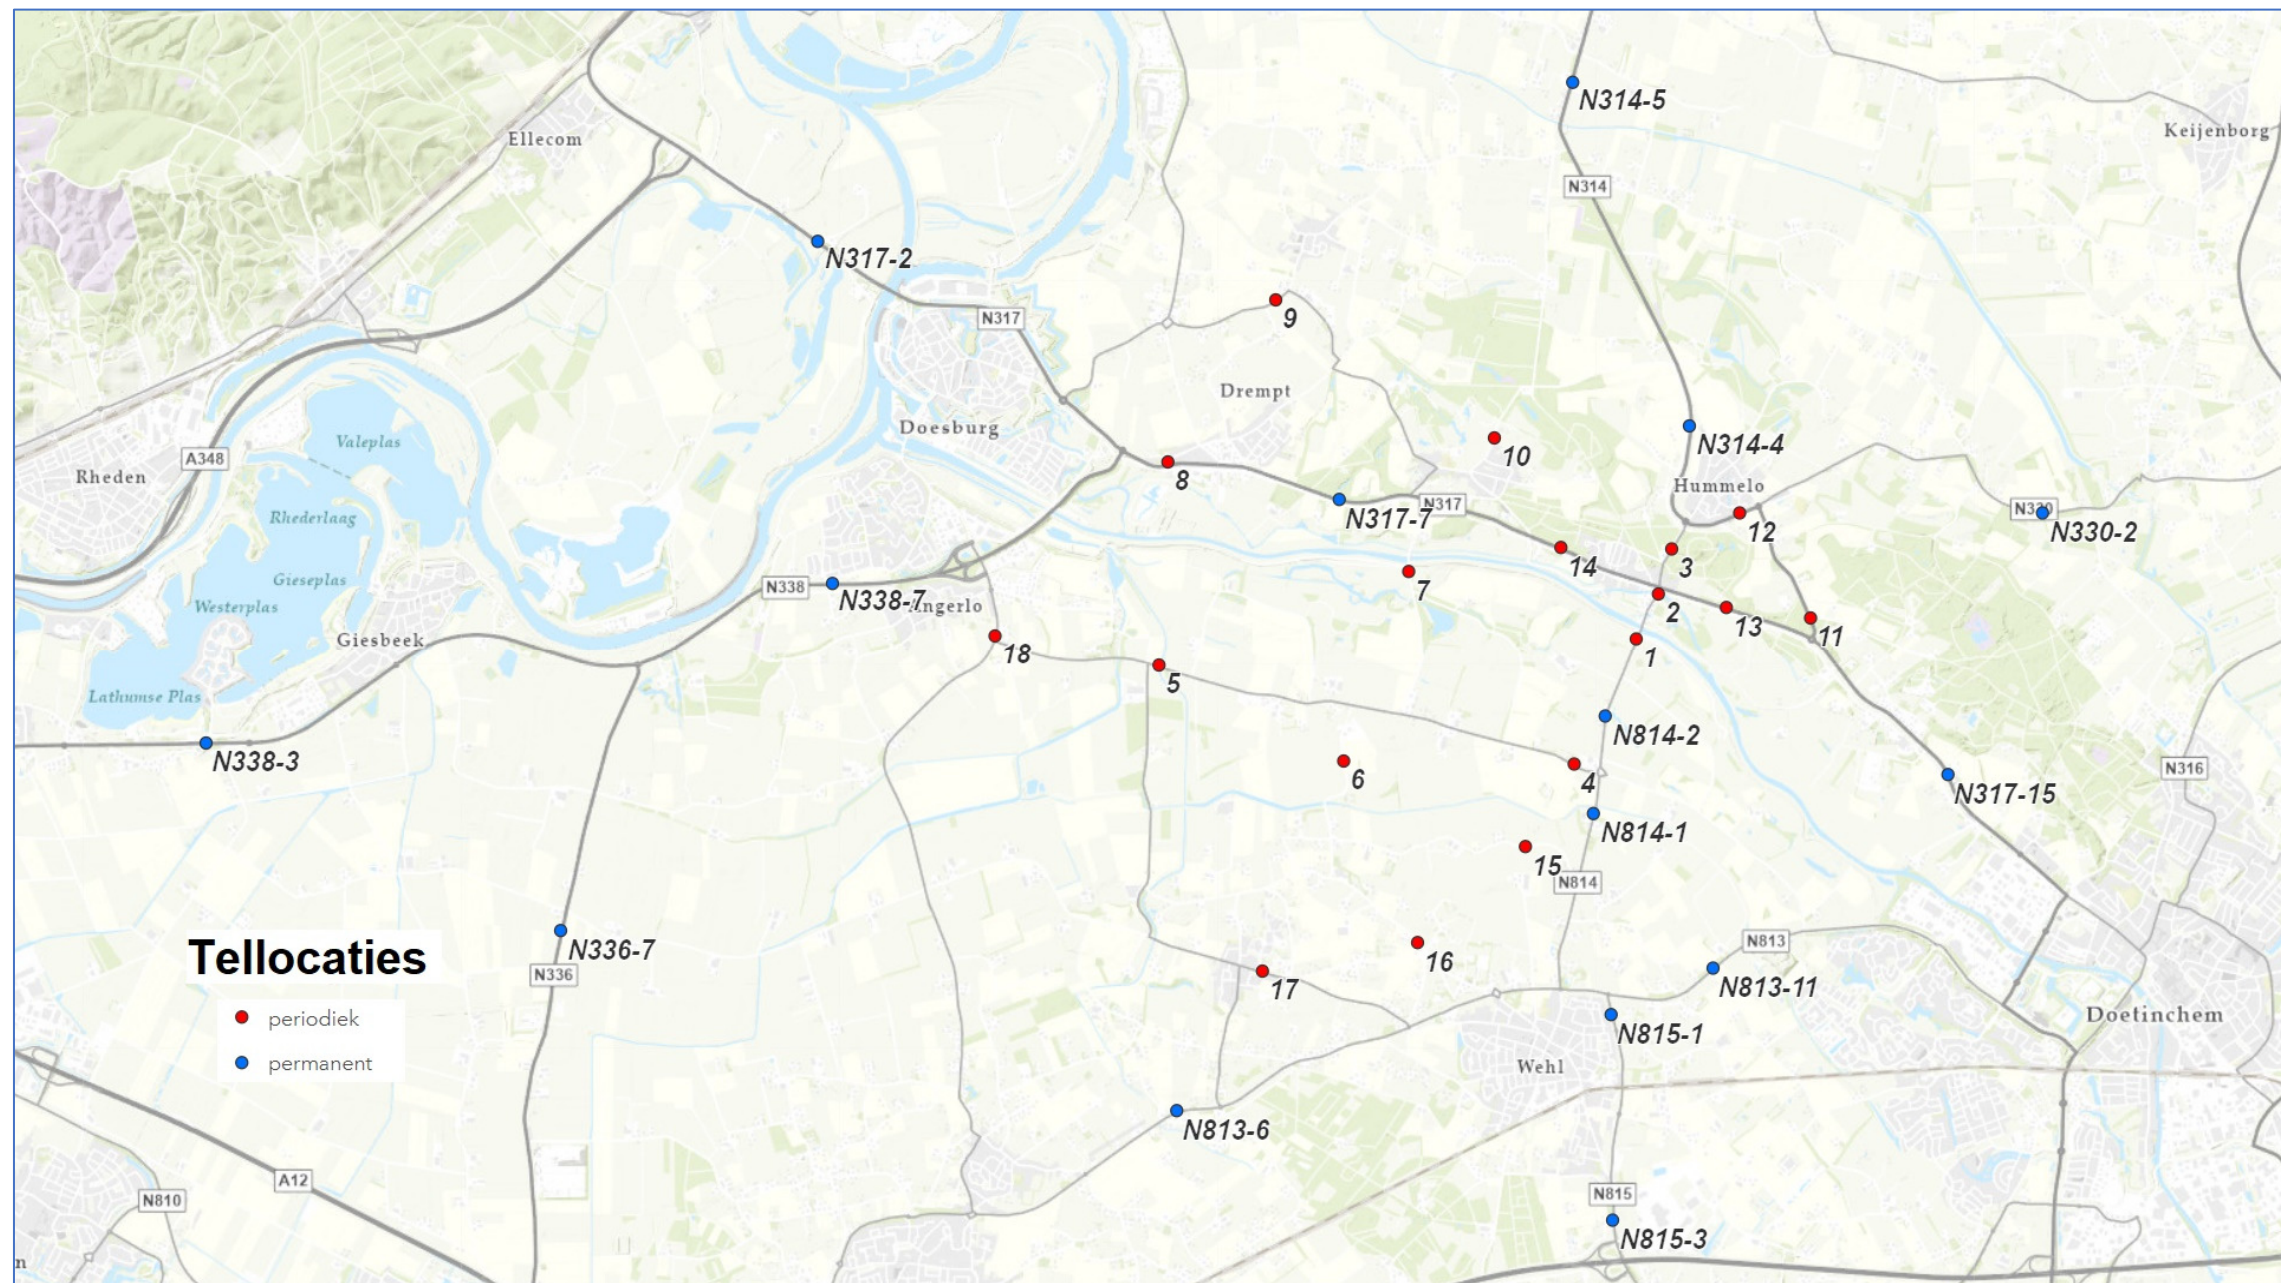 N314-5
Keijenborg
Ellecom
N314
N317-2
N317
9
Drempt
Doesburg
N314-4
Valeplas
10
A348
Rheden
8
Hummelo
N317
N317-7
Rhederlaag
12
N330-2
14
3
Gieseplas
N338
7
N338-7
Angerlo
Westerplas
2
13
11
Giesbeek
18
1
5
Lathumse Plas
N814-2
N338-3
6
4
N316
N317-15
N814-1
15
N814
N813
Tellocaties
N336-7
16
N336
17
N813-11
periodiek
Doetinchem
N815-1
permanent
Wehl
N813-6
A12
N810
N815
N815-3